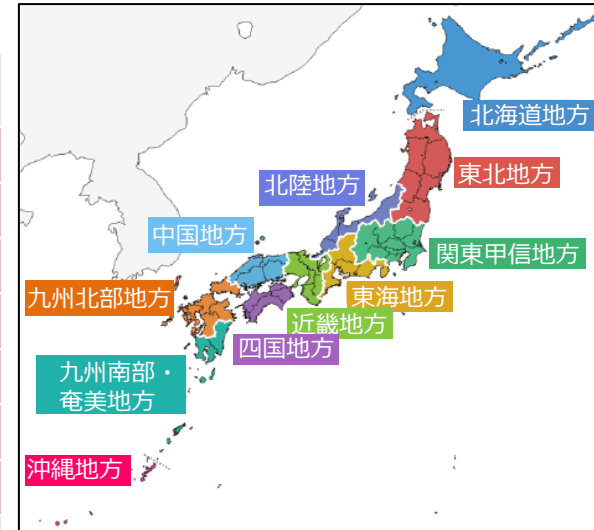 北海道地方
東北地方
北陸地方
中国地方
関東甲信地方
九州北部地方
東海地方
近畿地方
四国地方
九州南部・
奄美地方
沖縄地方